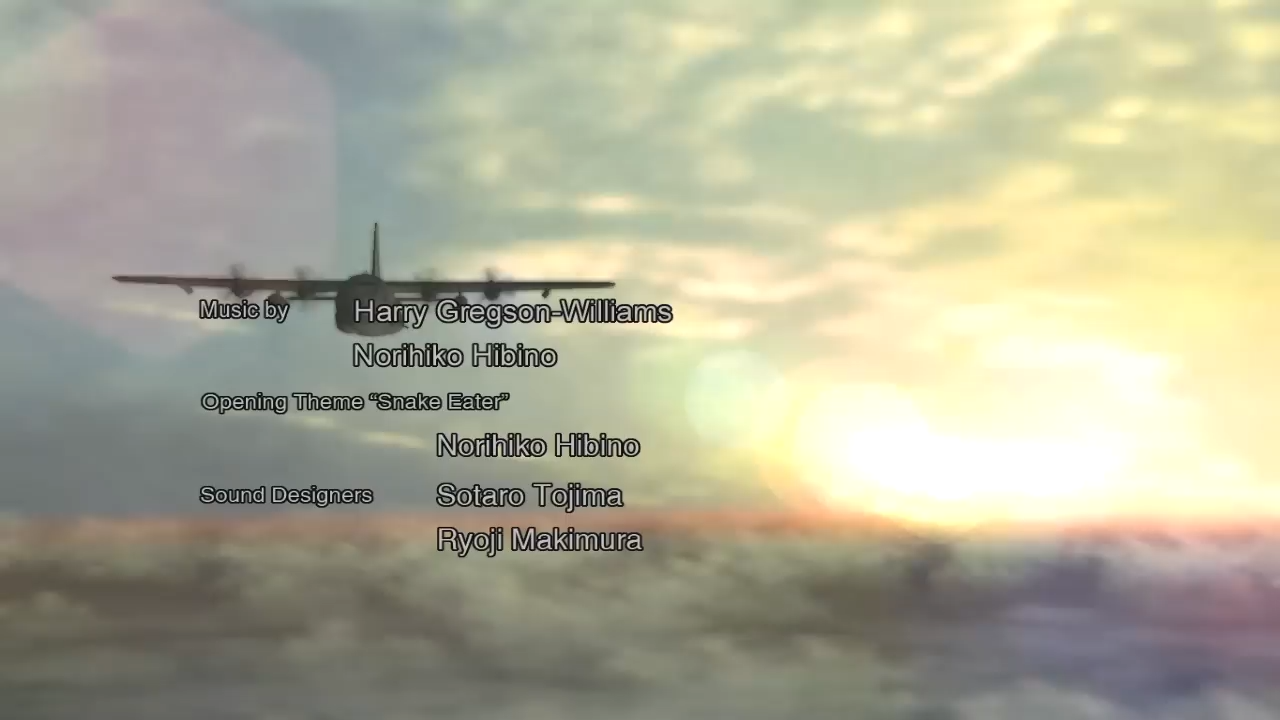 Music by Harry Gregson-Williams
Norihiko Hibino
Opening Theme “Snake Eater”
Norihiko Hibino
Sound Designers Sotaro Tojima
Ryoji Makimura